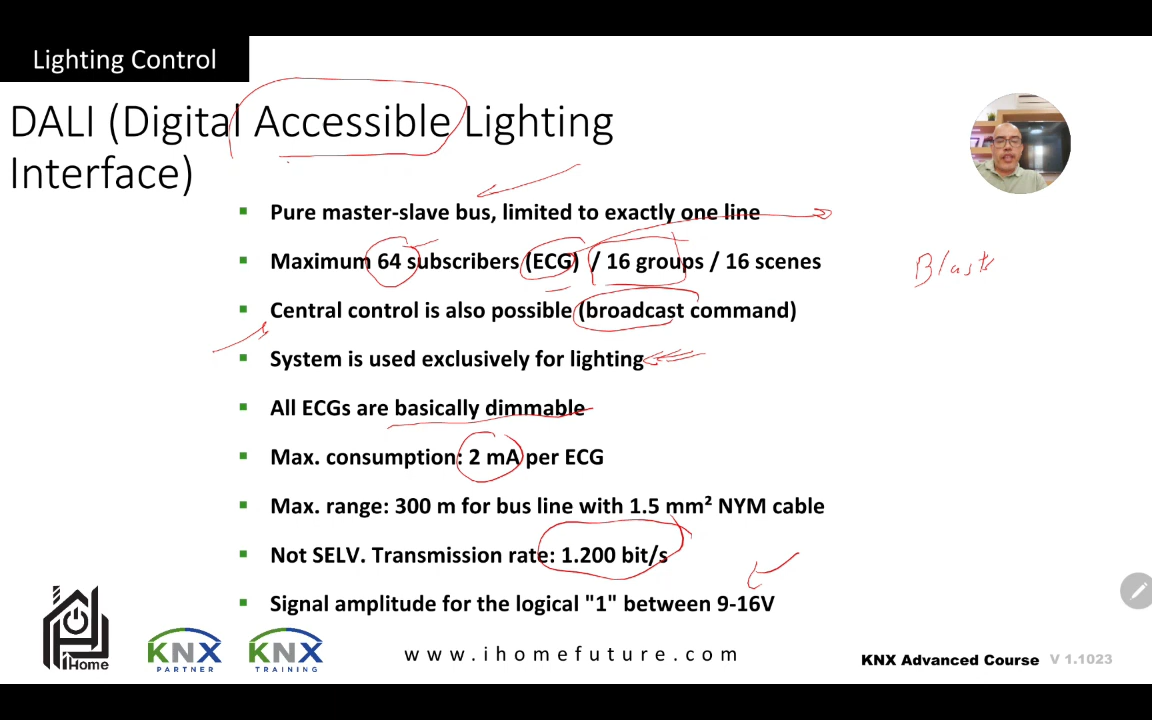 Lighting Control
DALI (Digital Accessible Lighting
Interface)
Pure master-slave bus, limited to exactly one line
Maximum 64 subscribers (ECG) / 16 groups / 16 scenes
Blasts
Central control is also possible (broadcast command)
System is used exclusively for lighting
All ECGs are basically dimmable
Max. consumption: 2 mA per ECG
Max. range: 300 m for bus line with 1.5 mm² NYM cable
Not SELV. Transmission rate: 1.200 bit/s
Signal amplitude for the logical "1" between 9-16V
iHome
KNX
PARTNER
KNX
TRAINING
www.ihomefuture.com
KNX Advanced Course V 1.1023